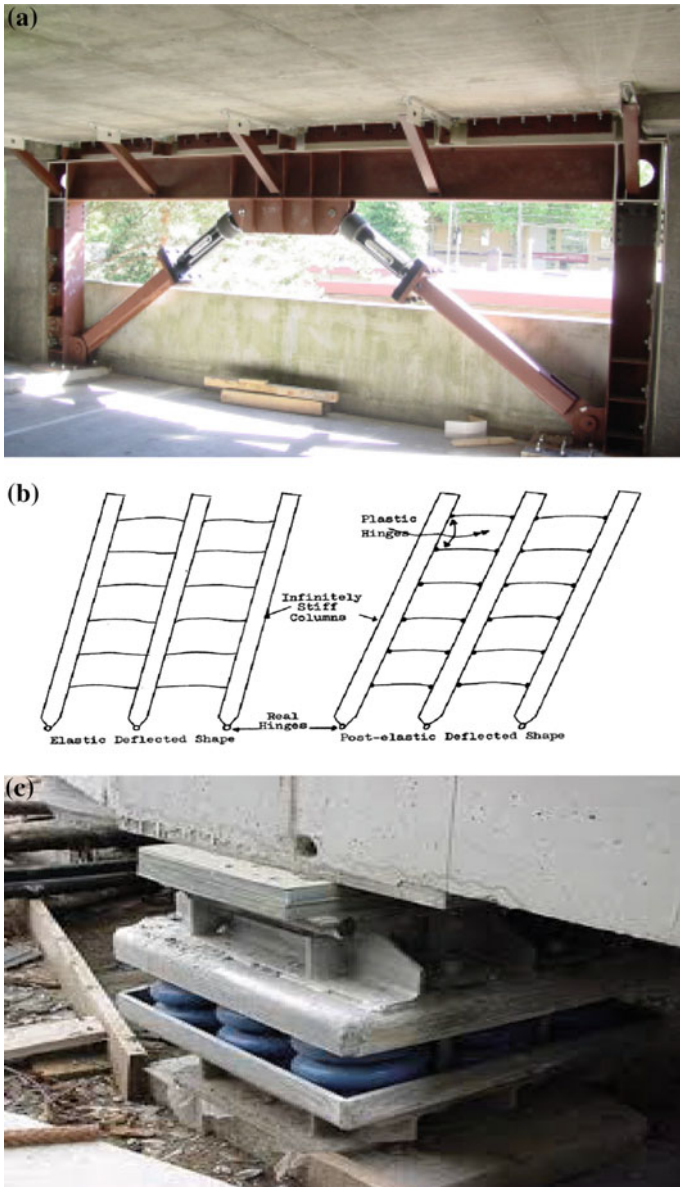 (a)
(b)
Plastic
Hinges
Infinitely
Stiff
Columns
Real
Hinges
Elastic Deflected Shape
Post-elastic Deflected Shape
(c)